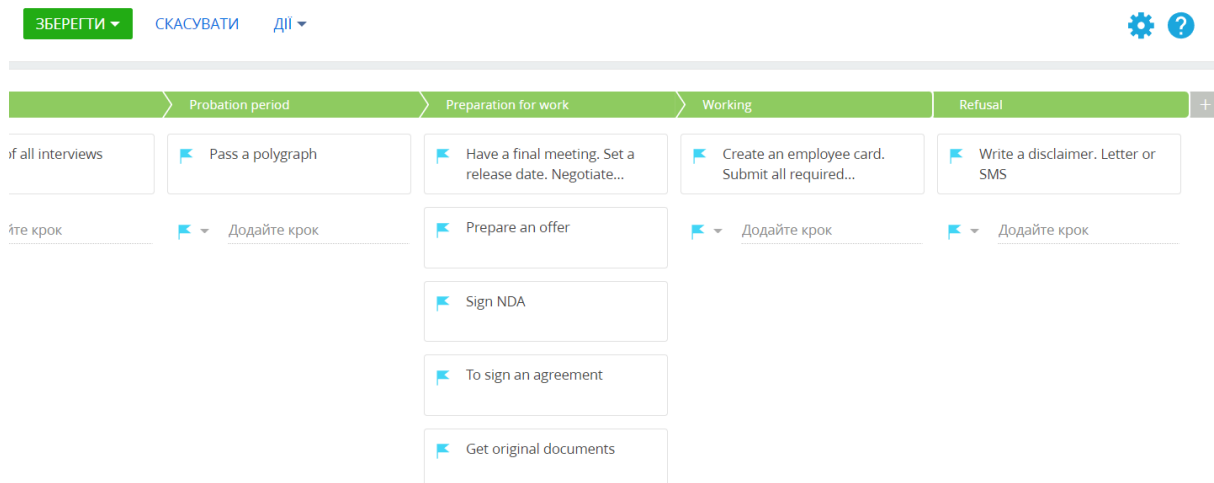 ЗБЕРЕГТИ
СКАСУВАТИ
ДІЇ
Probation period
Preparation for work
Working
Refusal
+
of all interviews
Pass a polygraph
Have a final meeting. Set a
release date. Negotiate...
Create an employee card.
Submit all required...
Write a disclaimer. Letter or
SMS
йте крок
Додайте крок
Prepare an offer
Додайте крок
Додайте крок
Sign NDA
To sign an agreement
Get original documents